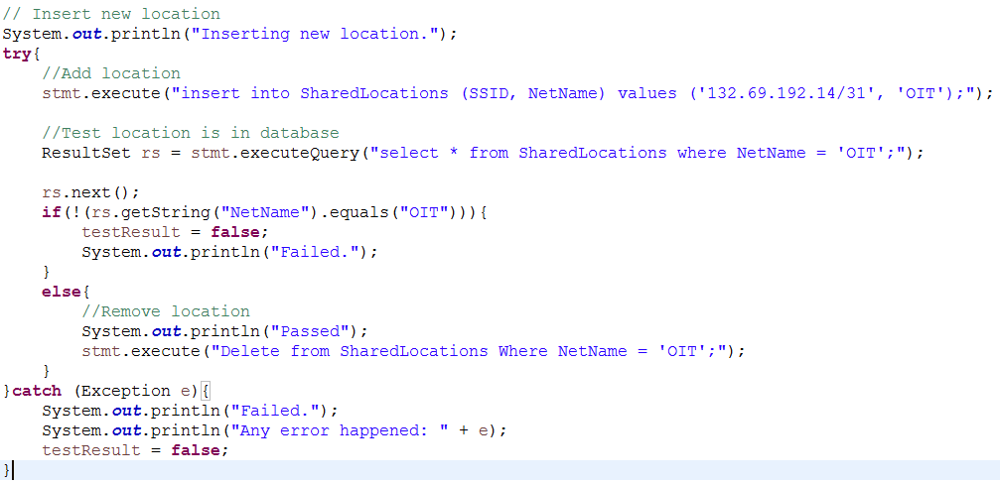 // Insert new location
System.out.println("Inserting new location.");
try{
    //Add location
    stmt.execute("insert into SharedLocations (SSID, NetName) values ('132.69.192.14/31', 'OIT');");

    //Test location is in database
    ResultSet rs = stmt.executeQuery("select * from SharedLocations where NetName = 'OIT';");

    rs.next();
    if(!(rs.getString("NetName").equals("OIT"))){
        testResult = false;
        System.out.println("Failed.");
    }
    else{
        //Remove location
        System.out.println("Passed");
        stmt.execute("Delete from SharedLocations Where NetName = 'OIT';");
    }
}catch (Exception e){
    System.out.println("Failed.");
    System.out.println("Any error happened: " + e);
    testResult = false;
}